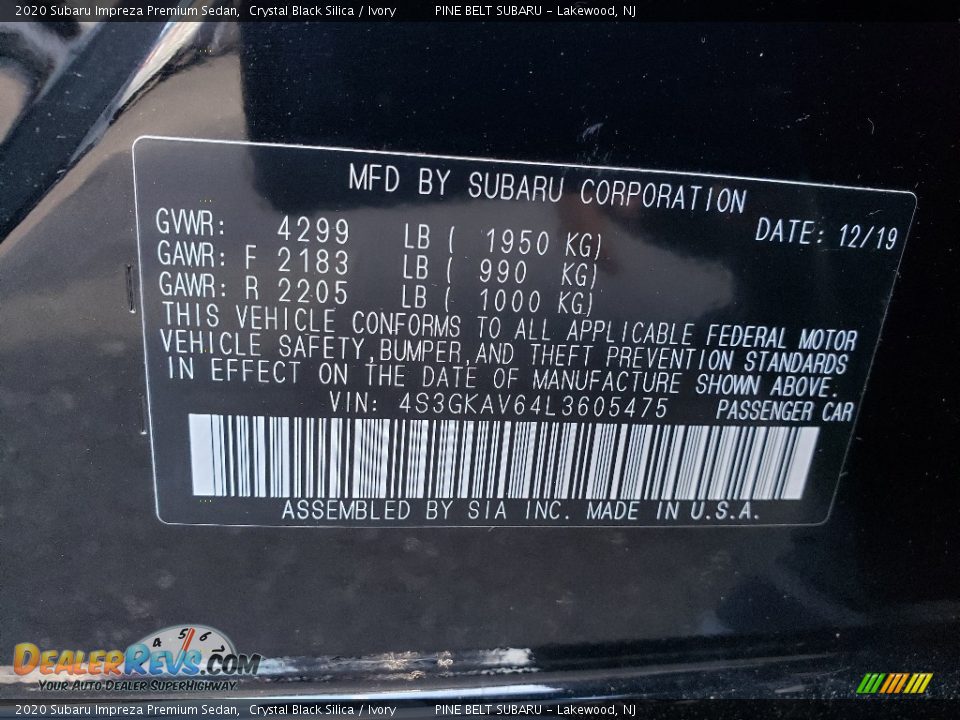 2020 Subaru Impreza Premium Sedan, Crystal Black Silica / Ivory PINE BELT SUBARU - Lakewood, NJ
MFD BY SUBARU CORPORATION
GVWR: 4299 LB ( 1950 KG) DATE: 12/19
GAWR: F 2183 LB ( 990 KG)
GAWR: R 2205 LB ( 1000 KG)
THIS VEHICLE CONFORMS TO ALL APPLICABLE FEDERAL MOTOR
VEHICLE SAFETY,BUMPER,AND THEFT PREVENTION STANDARDS
IN EFFECT ON THE DATE OF MANUFACTURE SHOWN ABOVE.
VIN: 4S3GKAV64L3605475 PASSENGER CAR
ASSEMBLED BY SIA INC. MADE IN U.S.A.
4 5 6
DEALERREVS.COM
YOUR AUTO DEALER SUPERHIGHWAY
2020 Subaru Impreza Premium Sedan, Crystal Black Silica / Ivory PINE BELT SUBARU - Lakewood, NJ